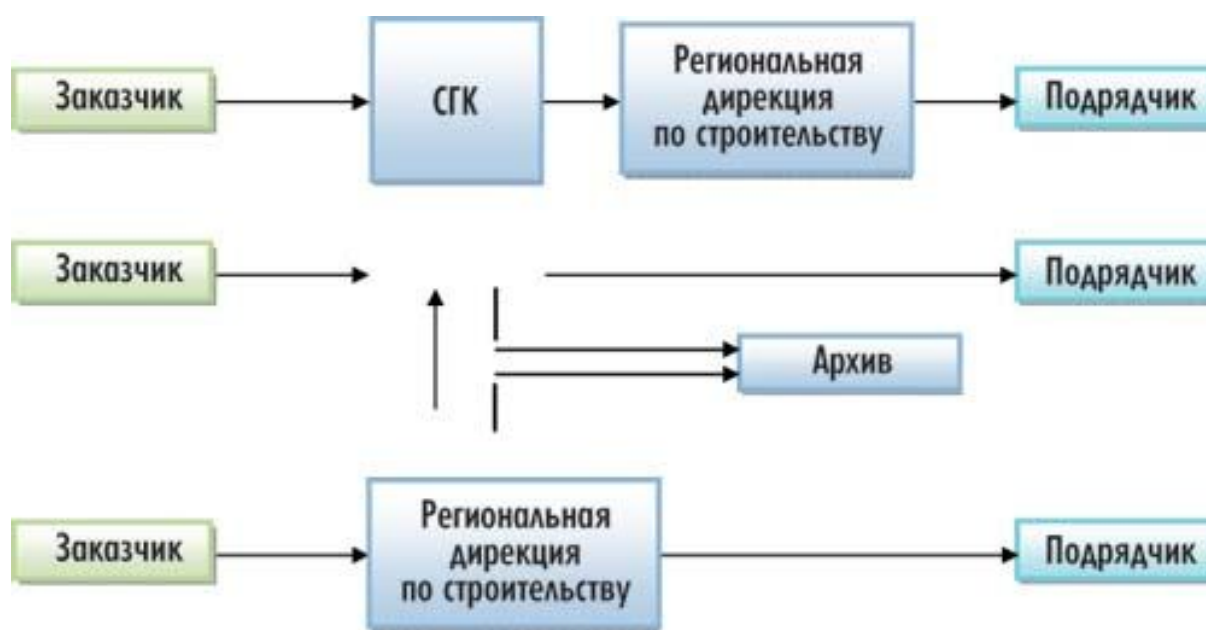 Заказчик
СГК
Региональная
дирекция
по строительству
Подрядчик
Заказчик
Подрядчик
Архив
Заказчик
Региональная
дирекция
по строительству
Подрядчик